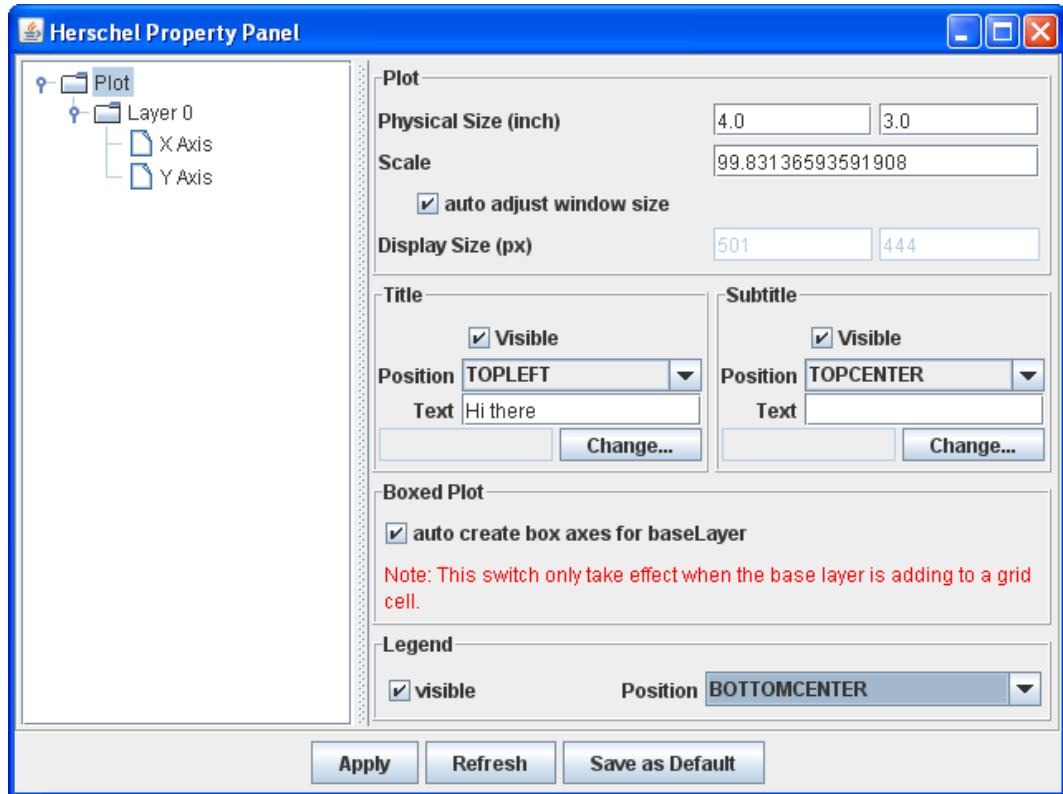 Herschel Property Panel
Plot
Layer 0
X Axis
Y Axis
Plot
Physical Size (inch) 4.0 3.0
Scale 99.83136593591908
auto adjust window size
Display Size (px) 501 444
Title
Visible
Position TOPLEFT
Text Hi there
Change...
Subtitle
Visible
Position TOPCENTER
Text
Change...
Boxed Plot
auto create box axes for baseLayer
Note: This switch only take effect when the base layer is adding to a grid
cell.
Legend
visible Position BOTTOMCENTER
Apply Refresh Save as Default